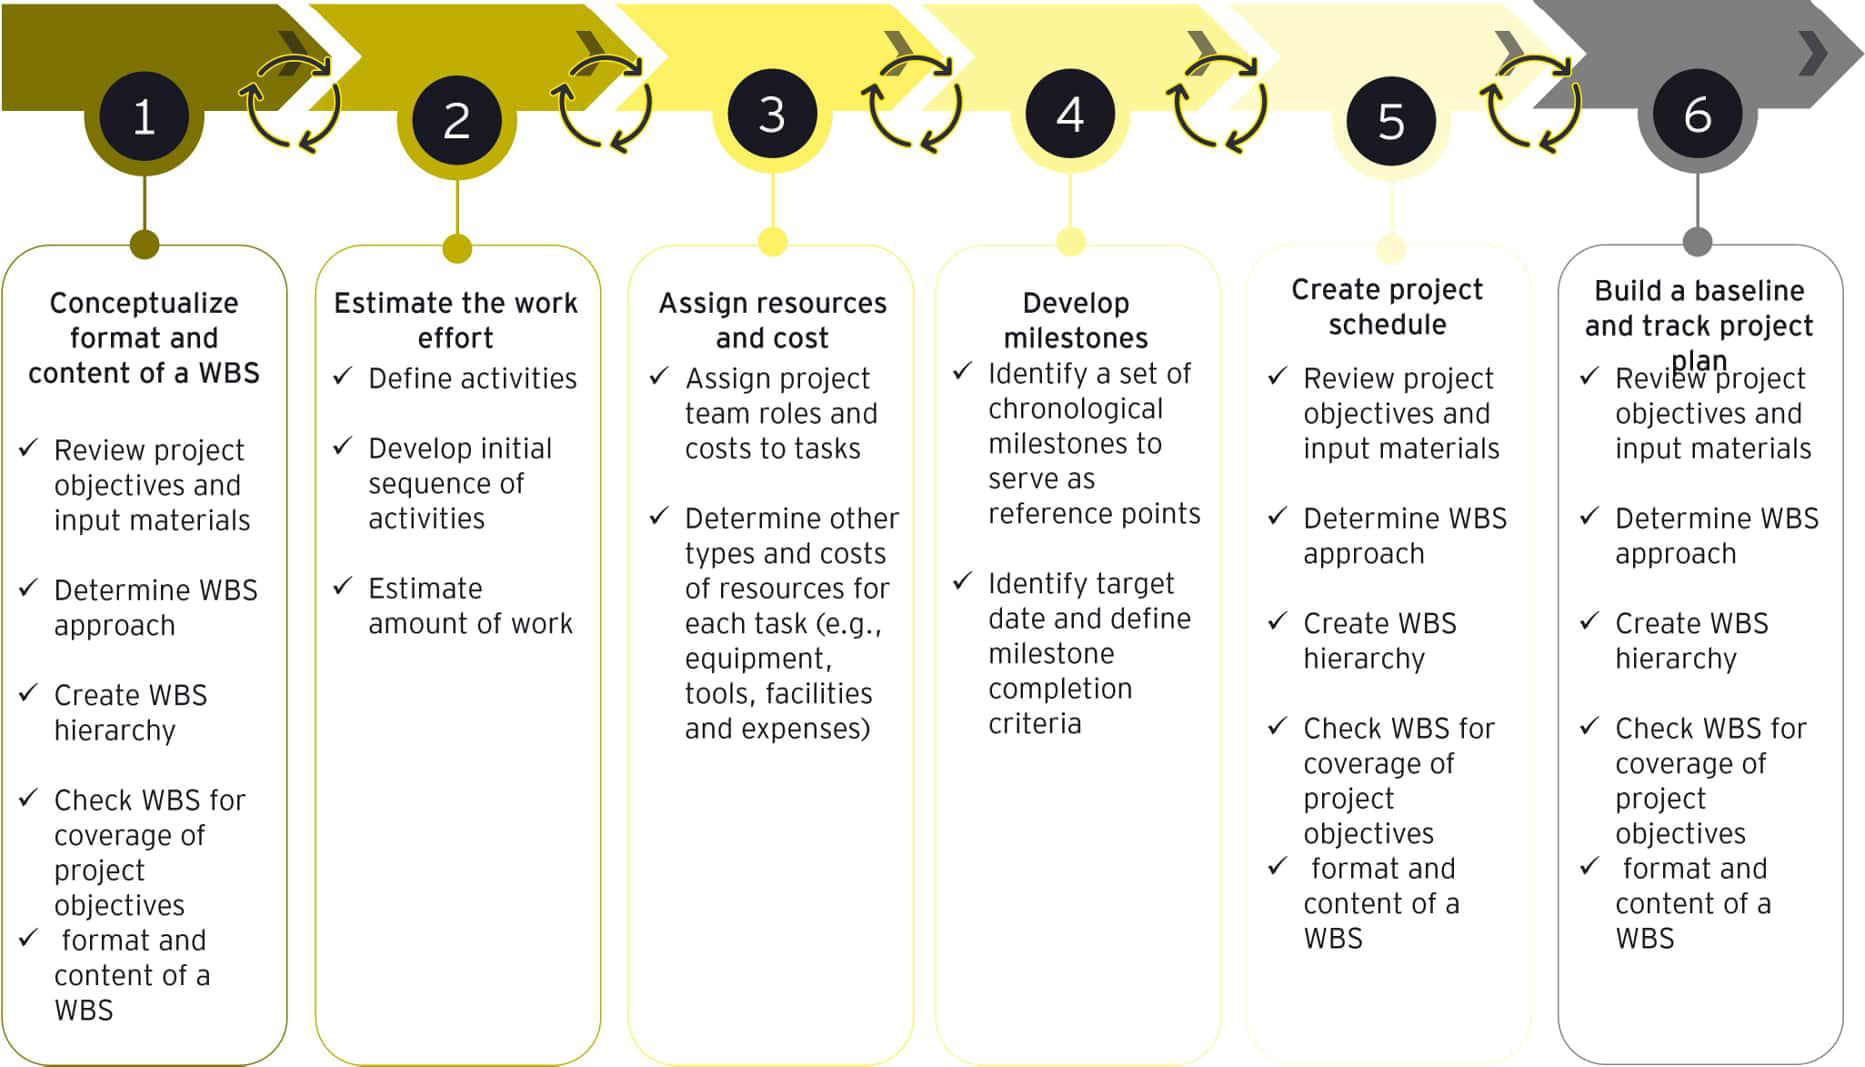 1
2
3
4
5
6
Conceptualize
format and
content of a WBS
✓ Review project
objectives and
input materials
✓ Determine WBS
approach
✓ Create WBS
hierarchy
✓ Check WBS for
coverage of
project
objectives
✓ format and
content of a
WBS
Estimate the work
effort
✓ Define activities
✓ Develop initial
sequence of
activities
✓ Estimate
amount of work
Assign resources
and cost
✓ Assign project
team roles and
costs to tasks
✓ Determine other
types and costs
of resources for
each task (e.g.,
equipment,
tools, facilities
and expenses)
Develop
milestones
✓ Identify a set of
chronological
milestones to
serve as
reference points
✓ Identify target
date and define
milestone
completion
criteria
Create project
schedule
✓ Review project
objectives and
input materials
✓ Determine WBS
approach
✓ Create WBS
hierarchy
✓ Check WBS for
coverage of
project
objectives
✓ format and
content of a
WBS
Build a baseline
and track project
plan
✓ Review project
objectives and
input materials
✓ Determine WBS
approach
✓ Create WBS
hierarchy
✓ Check WBS for
coverage of
project
objectives
✓ format and
content of a
WBS